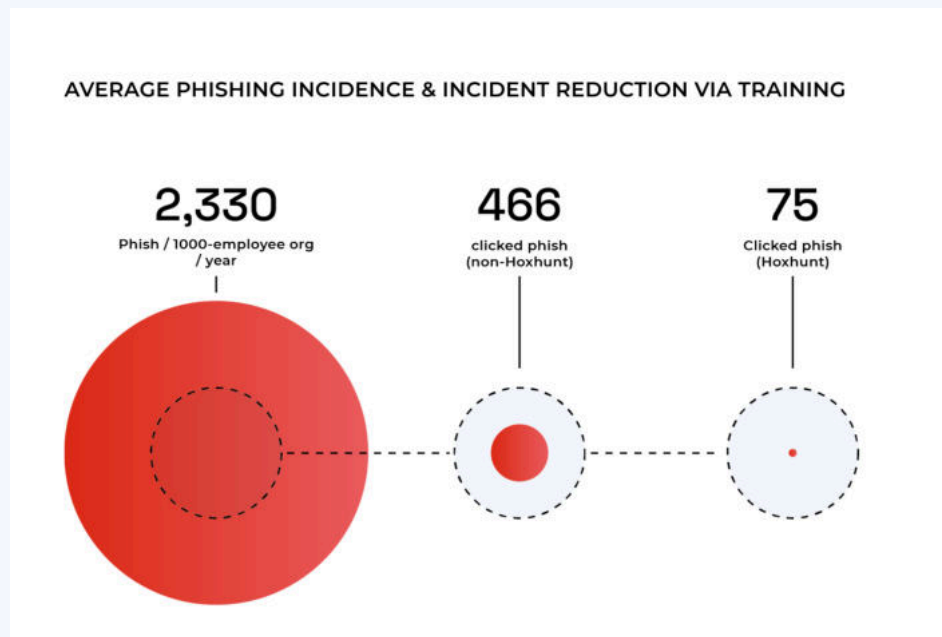 AVERAGE PHISHING INCIDENCE & INCIDENT REDUCTION VIA TRAINING
2,330
Phish / 1000-employee org
/ year
466
clicked phish
(non-Hoxhunt)
75
Clicked phish
(Hoxhunt)